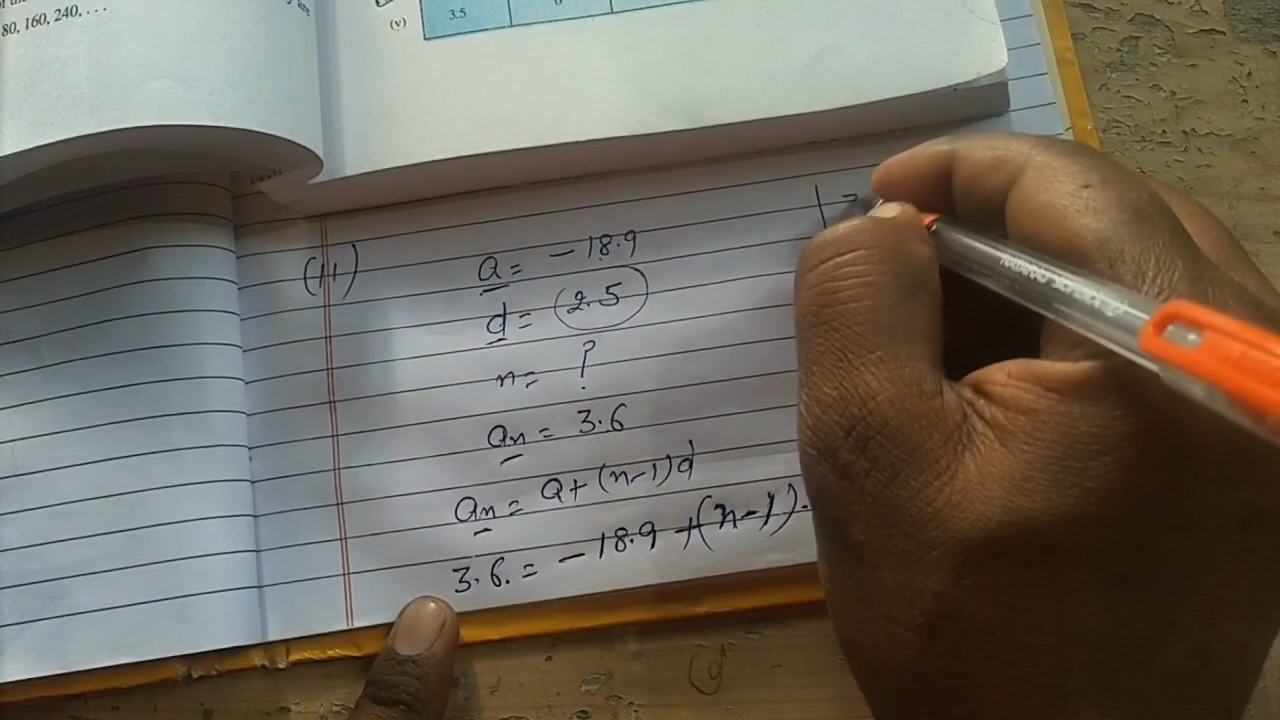 80, 160, 240, . . .
(v)
3.5
(11)
a = - 18.9
d = 2.5
n = ?
an = 3.6
an = a + (n-1)d
3.6. = - 18.9 + (n-1).